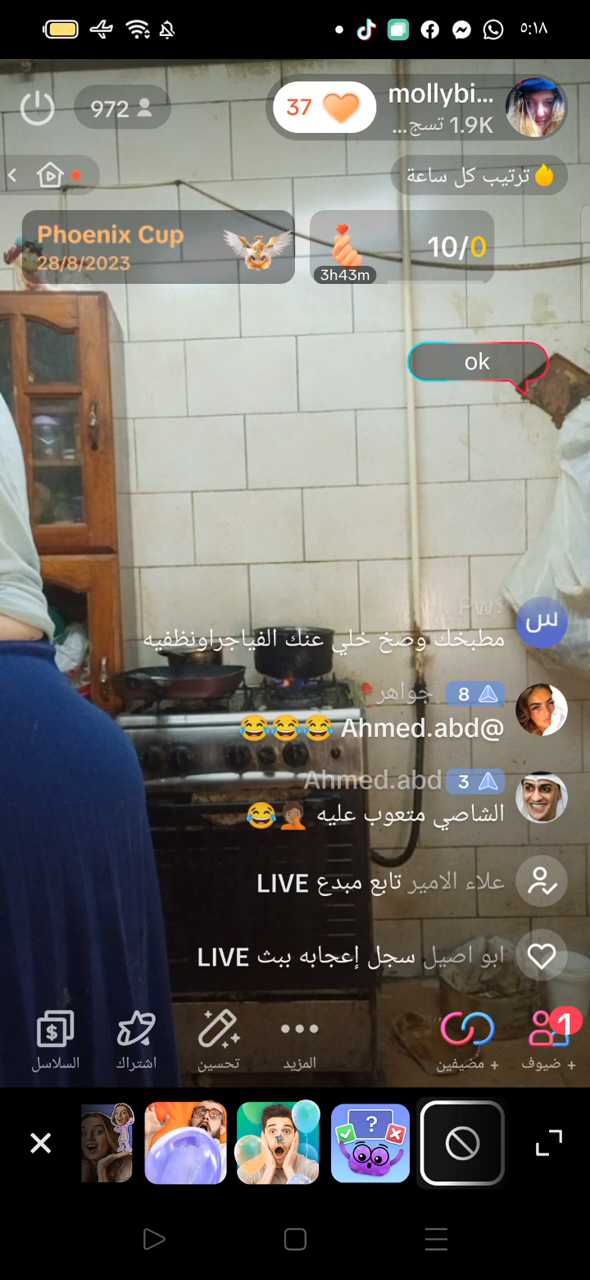 ٥:١٨
mollybi...
1.9K تسج...
37
972
ترتيب كل ساعة
Phoenix Cup
28/8/2023
10/0
3h43m
ok
س
مطبخك وصخ خلي عنك الفياجراونظفيه
جواهر
8
@Ahmed.abd 😂😂😂
Ahmed.abd
3
الشاصي متعوب عليه 🤦🏽😂
علاء الامير تابع مبدع LIVE
ابو اصيل سجل إعجابه ببث LIVE
1
+ ضيوف
+ مضيفين
المزيد
تحسين
اشتراك
السلاسل
?